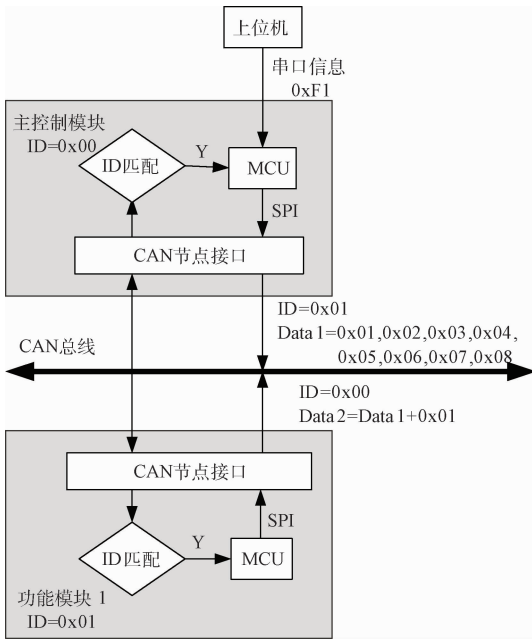 上位机
串口信息
0xF1
主控制模块
ID=0x00
ID匹配
Y
MCU
SPI
CAN节点接口
ID=0x01
Data 1=0x01,0x02,0x03,0x04,
0x05,0x06,0x07,0x08
CAN总线
ID=0x00
Data 2=Data 1+0x01
CAN节点接口
SPI
ID匹配
Y
MCU
功能模块 1
ID=0x01